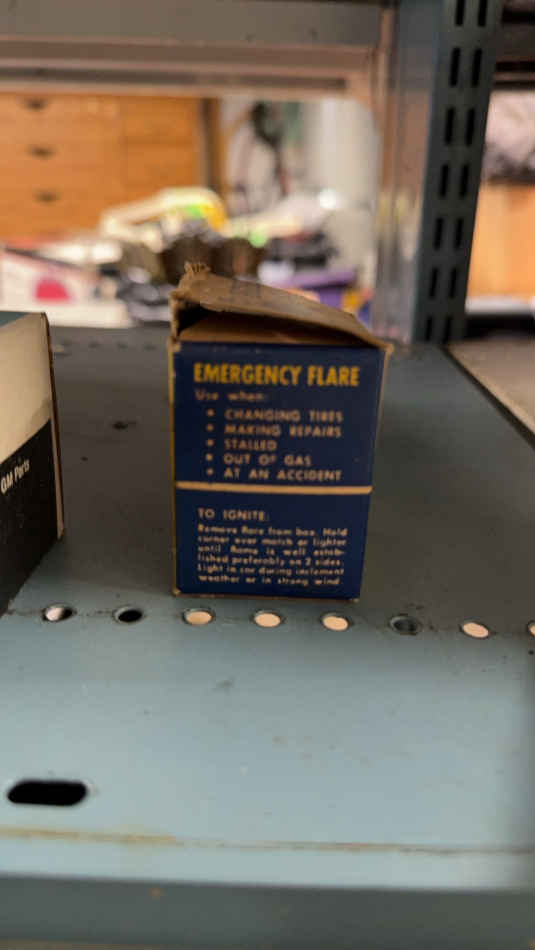 EMERGENCY FLARE
Use when:
• CHANGING TIRES
• MAKING REPAIRS
• STALLED
• OUT OF GAS
• AT AN ACCIDENT
TO IGNITE:
Remove flare from box. Hold
corner over match or lighter
until flame is well estab-
lished preferably on 2 sides.
Light in car during inclement
weather or in strong wind.
GM Parts